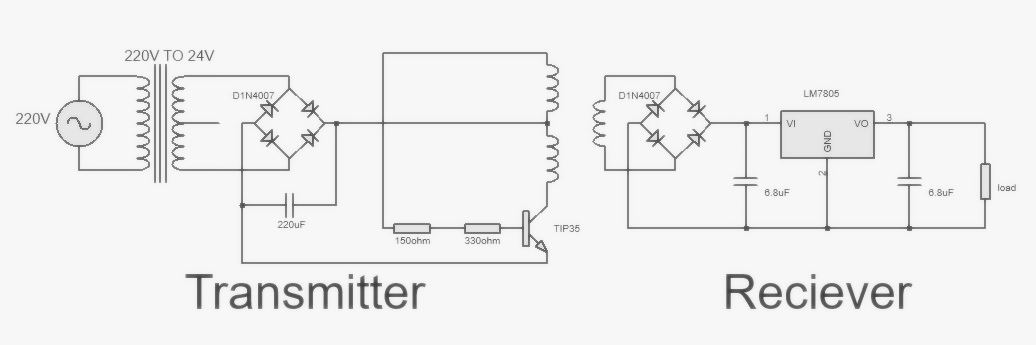 220V TO 24V
220V
D1N4007
220uF
150ohm
330ohm
TIP35
Transmitter
D1N4007
LM7805
1
VI
VO
3
GND
2
6.8uF
6.8uF
load
Reciever